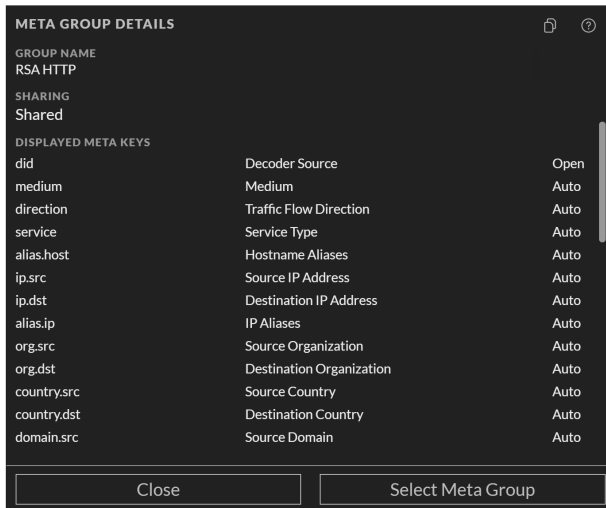 META GROUP DETAILS
GROUP NAME
RSA HTTP
SHARING
Shared
DISPLAYED META KEYS
did Decoder Source Open
medium Medium Auto
direction Traffic Flow Direction Auto
service Service Type Auto
alias.host Hostname Aliases Auto
ip.src Source IP Address Auto
ip.dst Destination IP Address Auto
alias.ip IP Aliases Auto
org.src Source Organization Auto
org.dst Destination Organization Auto
country.src Source Country Auto
country.dst Destination Country Auto
domain.src Source Domain Auto
Close Select Meta Group